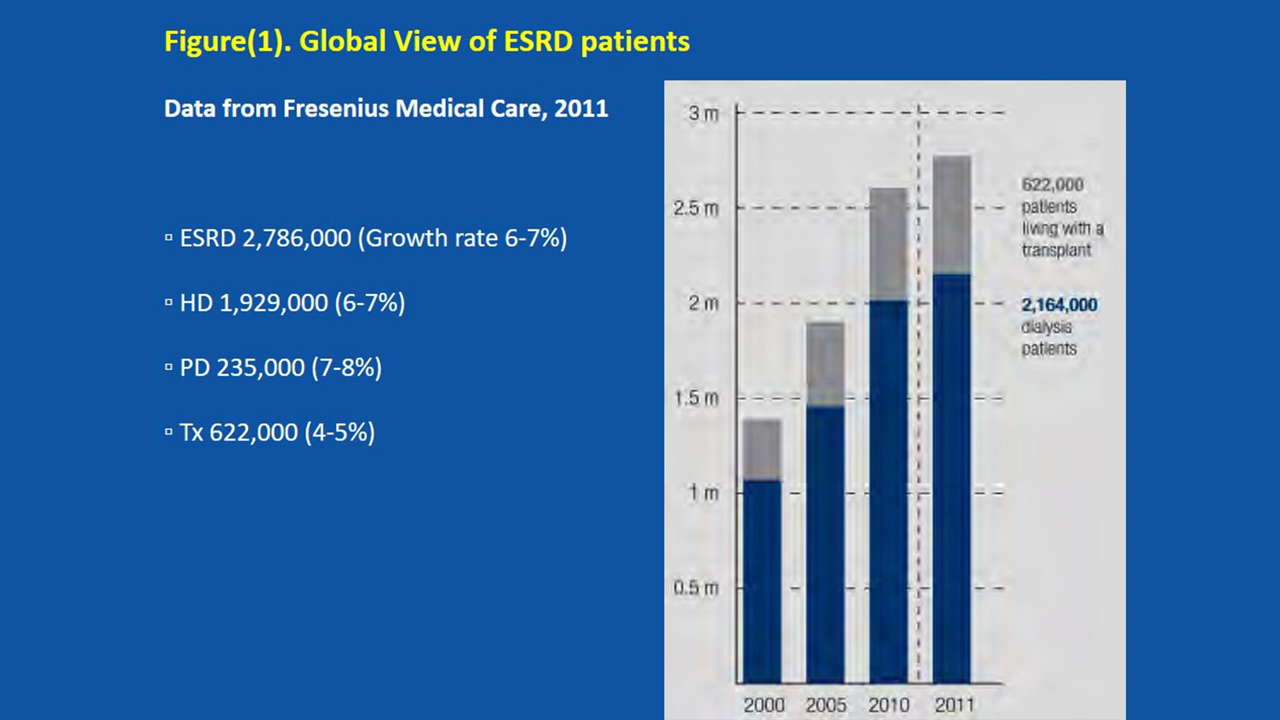 Figure(1). Global View of ESRD patients
Data from Fresenius Medical Care, 2011
▫ ESRD 2,786,000 (Growth rate 6-7%)
▫ HD 1,929,000 (6-7%)
▫ PD 235,000 (7-8%)
▫ Tx 622,000 (4-5%)
3 m
2.5 m
2 m
1.5 m
1 m
0.5 m
2000 2005 2010 2011
622,000
patients
living with a
transplant
2,164,000
dialysis
patients